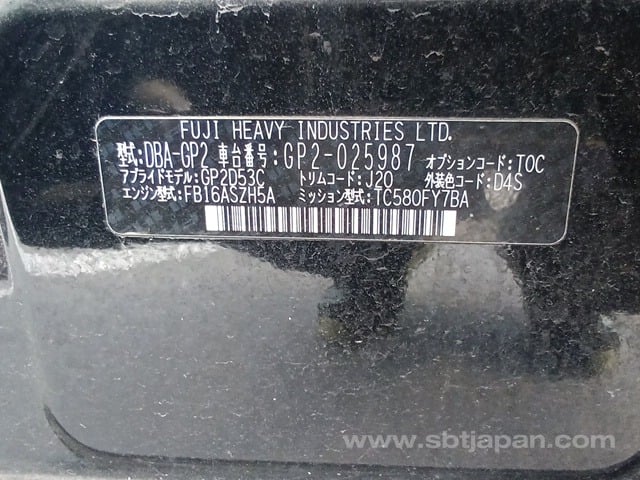 FUJI HEAVY INDUSTRIES LTD.
型式:DBA-GP2 車台番号:GP2-025987 オプションコード:TOC
アプライドモデル:GP2D53C トリムコード:J20 外装色コード:D4S
エンジン型式:FB16ASZH5A ミッション型式:TC580FY7BA
www.sbtjapan.com